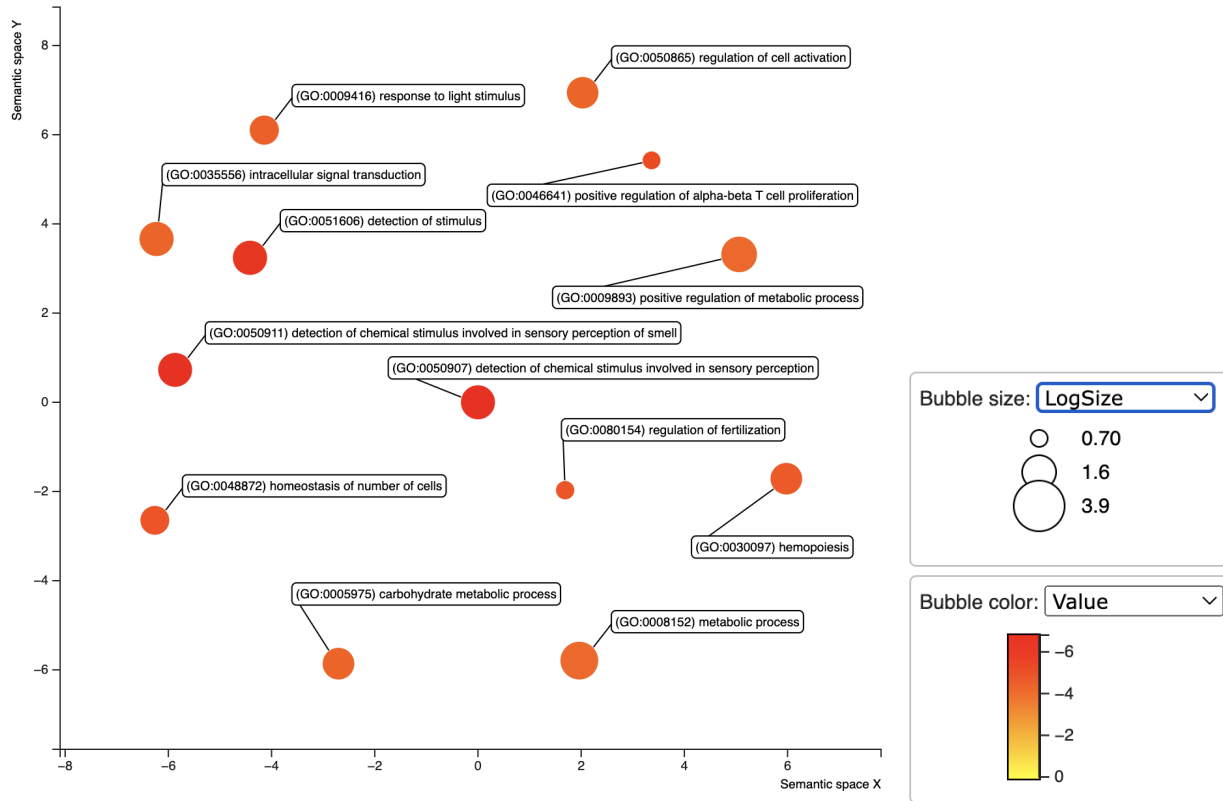 Semantic space Y
8
6
4
2
0
−2
−4
−6
−8
−6
−4
−2
0
2
4
6
Semantic space X
(GO:0050865) regulation of cell activation
(GO:0009416) response to light stimulus
(GO:0035556) intracellular signal transduction
(GO:0046641) positive regulation of alpha-beta T cell proliferation
(GO:0051606) detection of stimulus
(GO:0009893) positive regulation of metabolic process
(GO:0050911) detection of chemical stimulus involved in sensory perception of smell
(GO:0050907) detection of chemical stimulus involved in sensory perception
(GO:0080154) regulation of fertilization
(GO:0048872) homeostasis of number of cells
(GO:0030097) hemopoiesis
(GO:0005975) carbohydrate metabolic process
(GO:0008152) metabolic process
Bubble size: LogSize
0.70
1.6
3.9
Bubble color: Value
−6
−4
−2
0